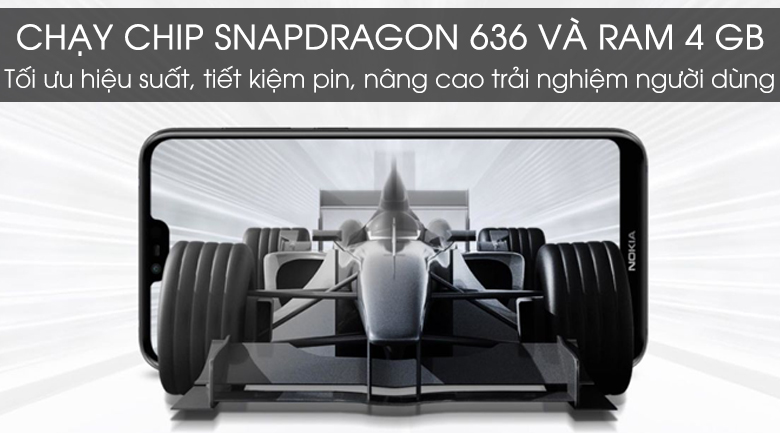 CHẠY CHIP SNAPDRAGON 636 VÀ RAM 4 GB
Tối ưu hiệu suất, tiết kiệm pin, nâng cao trải nghiệm người dùng
NOKIA